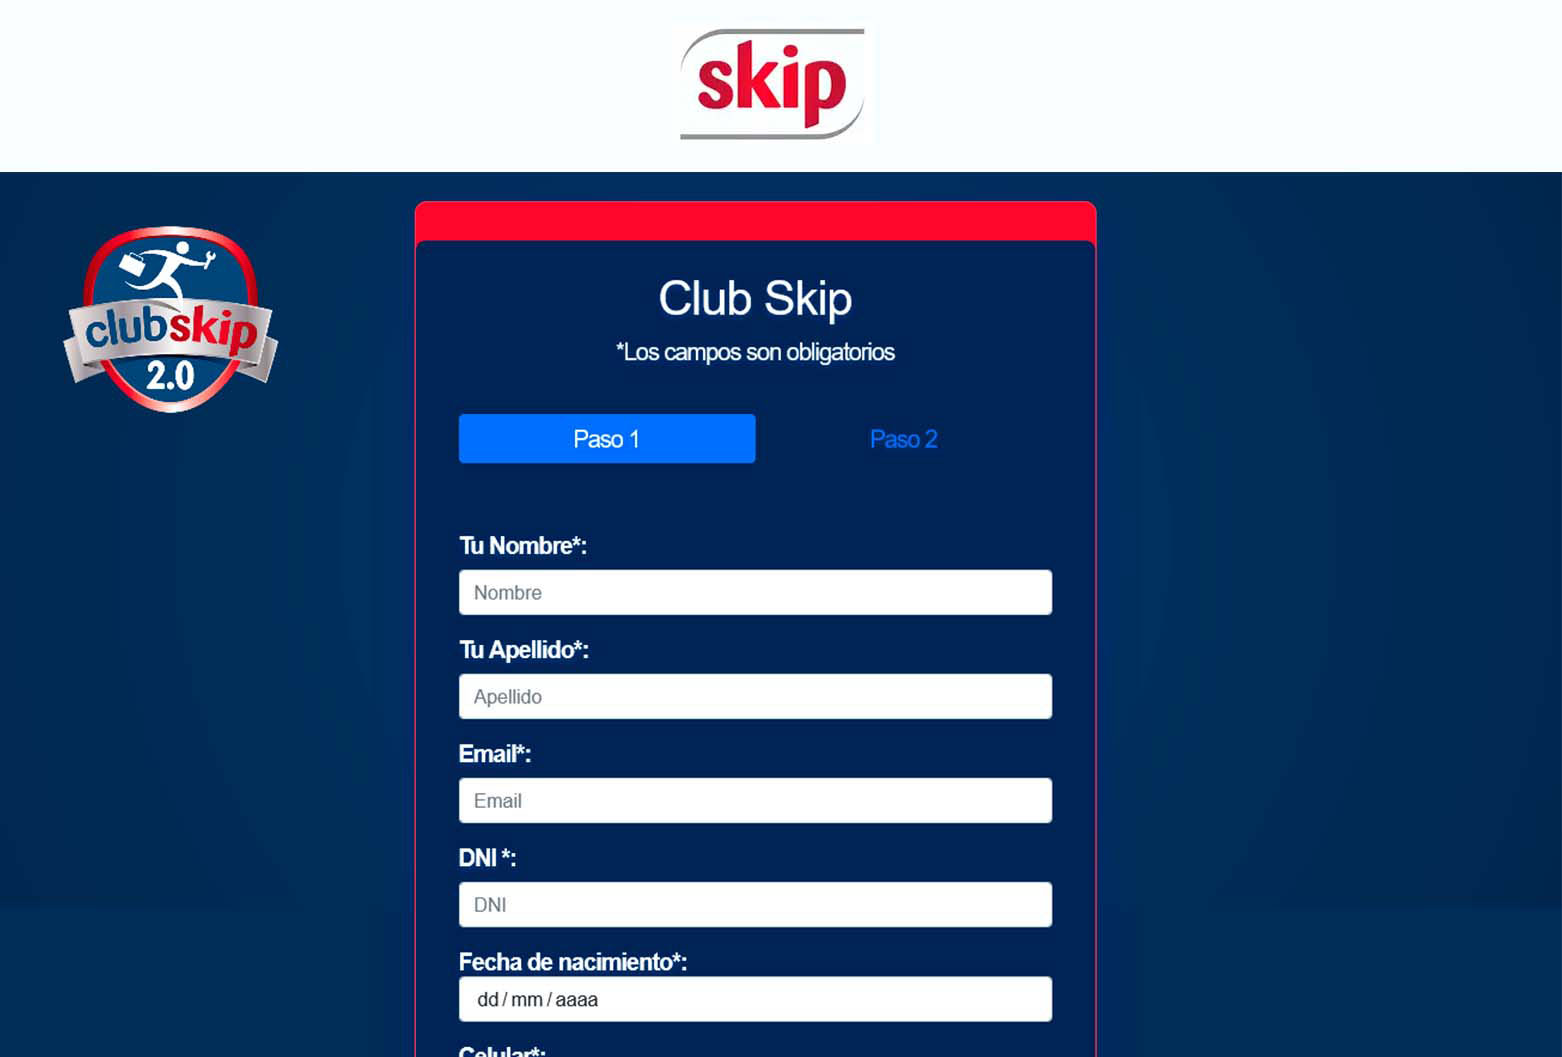 skip
clubskip
2.0
Club Skip
*Los campos son obligatorios
Paso 1
Paso 2
Tu Nombre*:
Nombre
Tu Apellido*:
Apellido
Email*:
Email
DNI *:
DNI
Fecha de nacimiento*:
dd/mm/aaaa
Celular*: